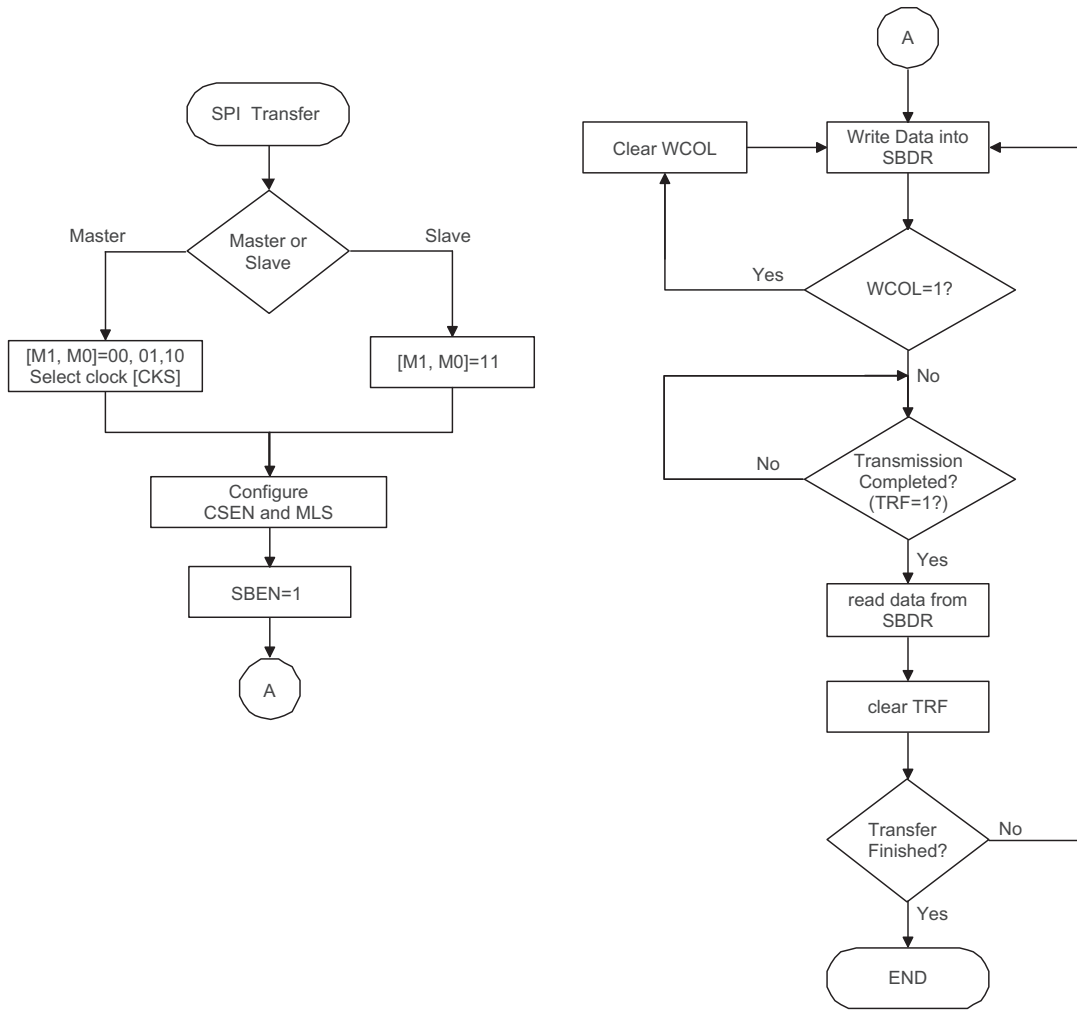 SPI Transfer
Master or
Slave
Master
Slave
[M1, M0]=00, 01,10
Select clock [CKS]
[M1, M0]=11
Configure
CSEN and MLS
SBEN=1
A
A
Write Data into
SBDR
Clear WCOL
WCOL=1?
Yes
No
Transmission
Completed?
(TRF=1?)
No
Yes
read data from
SBDR
clear TRF
Transfer
Finished?
No
Yes
END